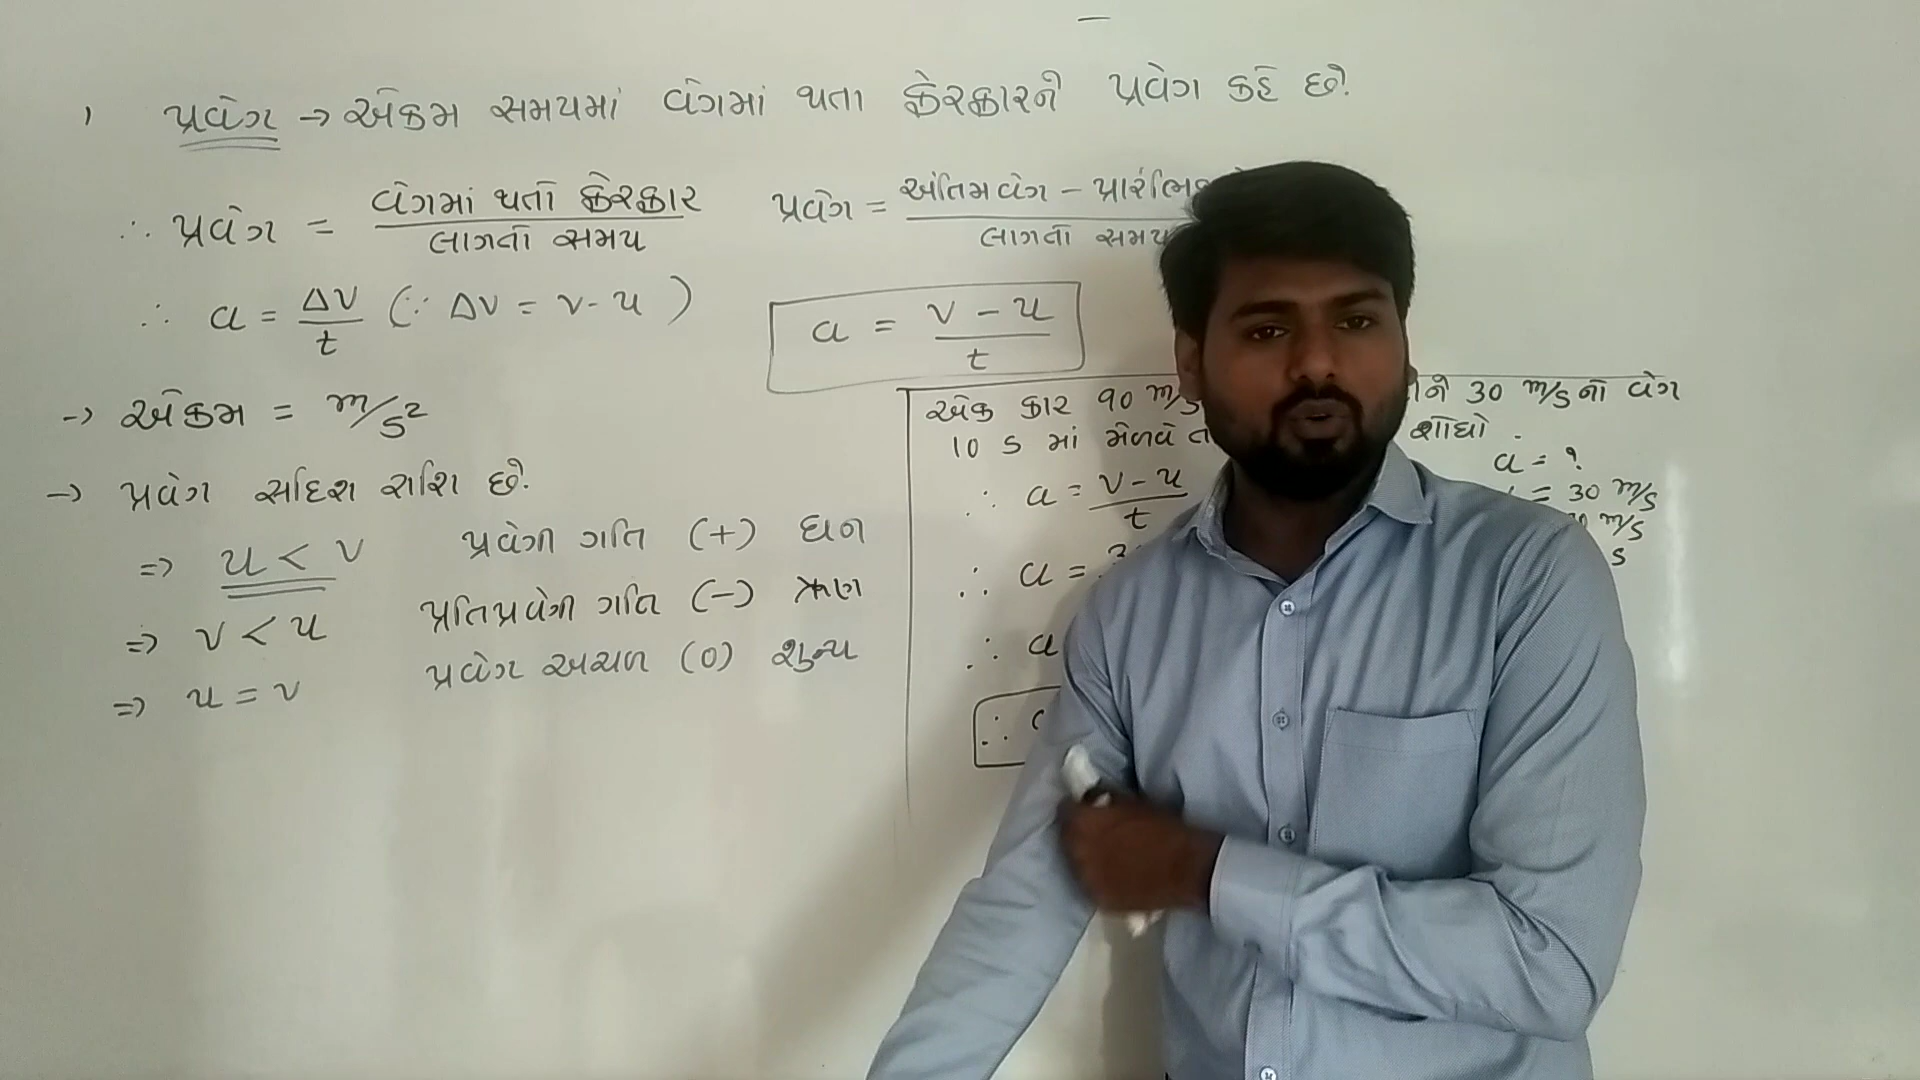 પ્રવેગ → એકમ સમયમાં વેગમાં થતા ફેરફારને પ્રવેગ કહે છે.
∴ પ્રવેગ = વેગમાં થતો ફેરફાર / લાગતો સમય
પ્રવેગ = અંતિમવેગ - પ્રારંભિક / લાગતો સમય
∴ a = Δv / t (∵ Δv = v - u)
a = v - u / t
→ એકમ = m/s²
→ પ્રવેગ સદિશ રાશિ છે.
⇒ u < v પ્રવેગી ગતિ (+) ધન
⇒ v < u પ્રતિપ્રવેગી ગતિ (-) ઋણ
⇒ u = v પ્રવેગ અચળ (0) શુન્ય
એક કાર 90 m/s 30 m/s નો વેગ
10 s માં મેળવે શોધો.
a = ?
= 30 m/s
m/s
s
∴ a = v - u / t
∴ a =
∴ a
∴